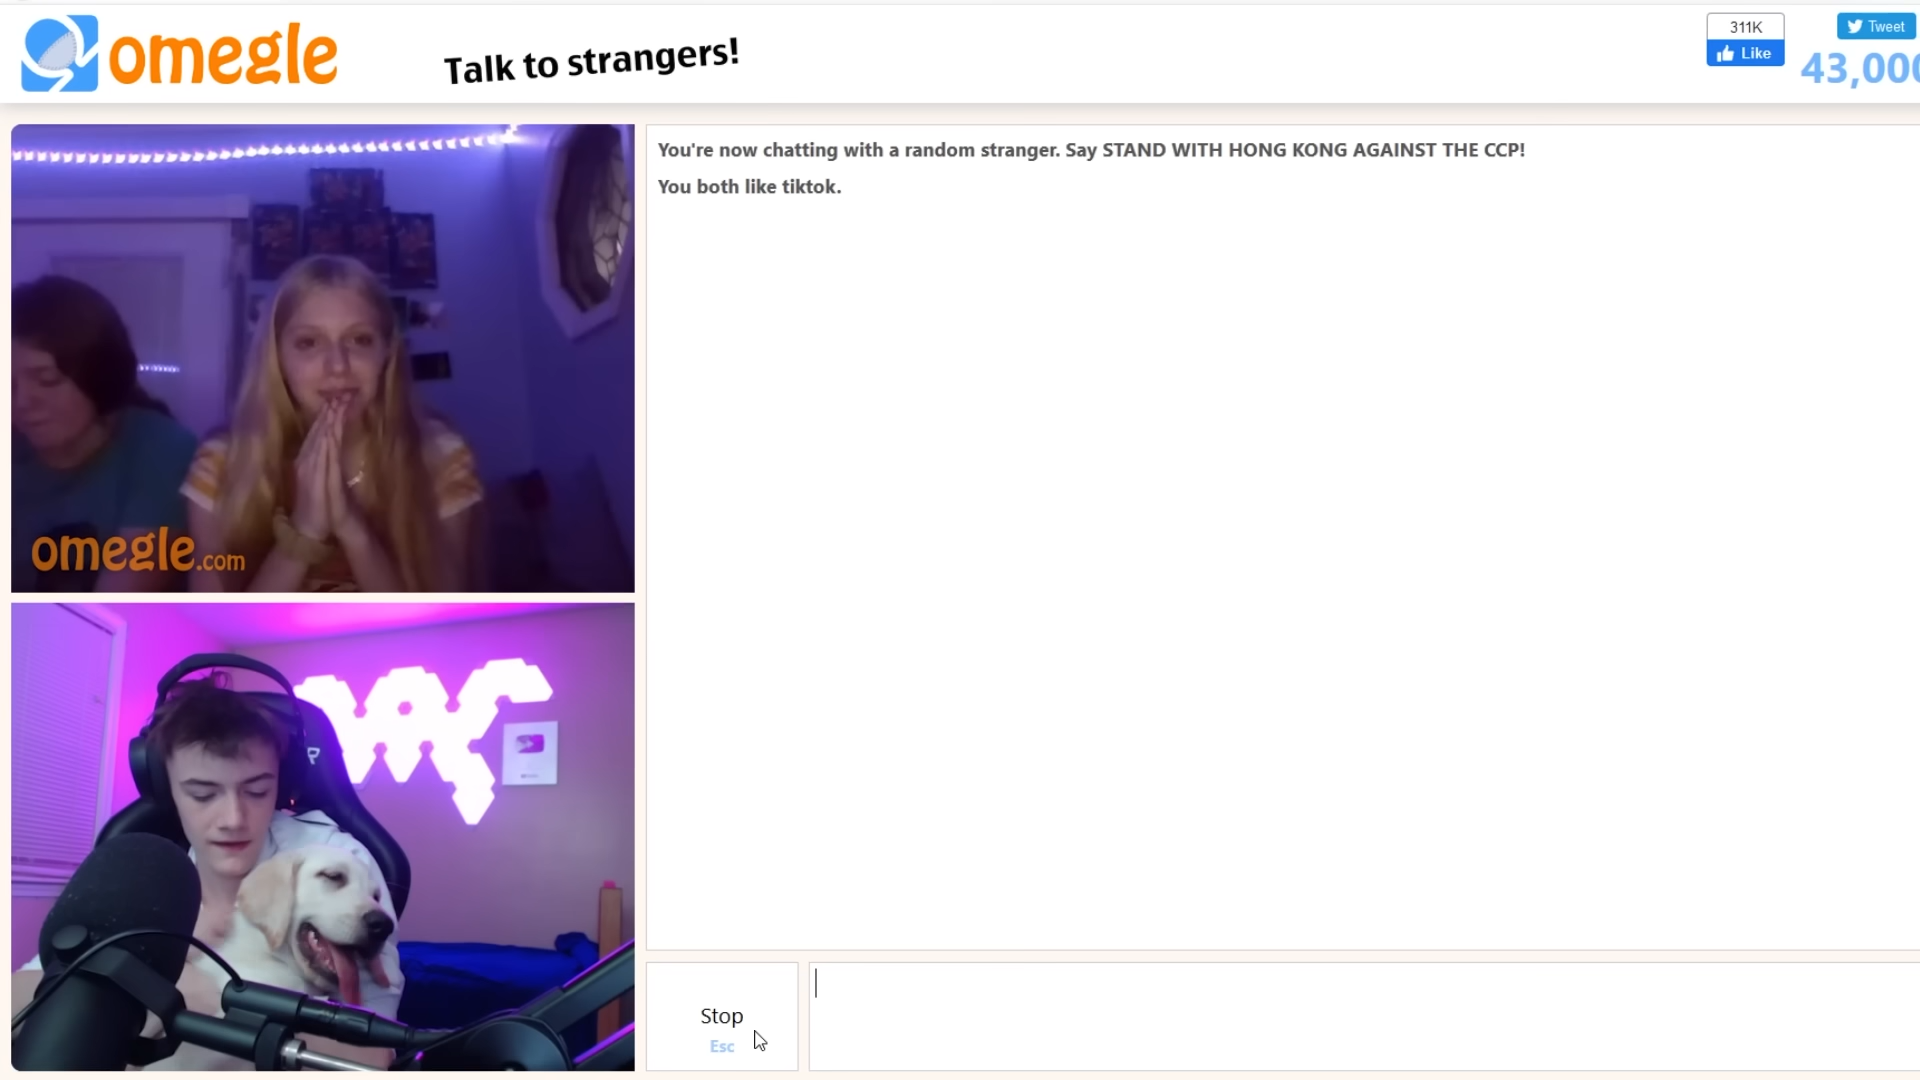 omegle
Talk to strangers!
311K
Like
Tweet
43,000
You're now chatting with a random stranger. Say STAND WITH HONG KONG AGAINST THE CCP!
You both like tiktok.
omegle.com
Stop
Esc